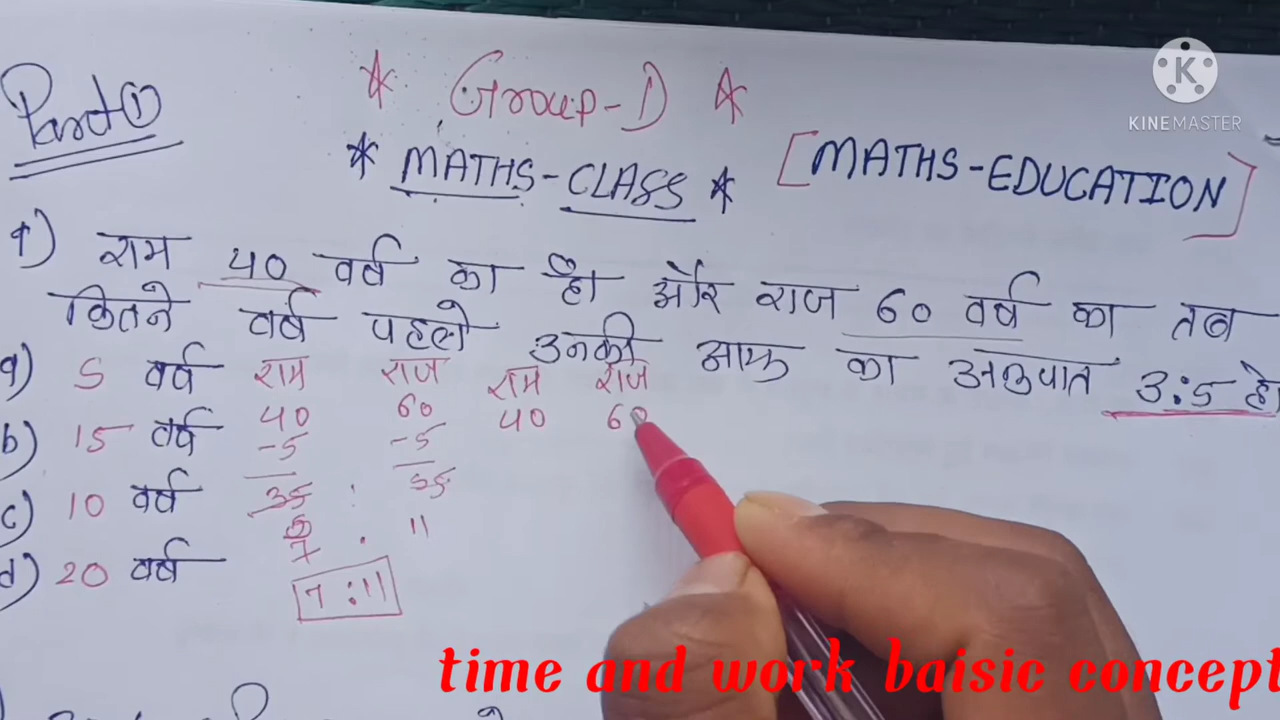 Part ①
* Group-D *
* MATHS-CLASS *
[MATHS-EDUCATION]
KINEMASTER
राम 40 वर्ष का है। और राज 60 वर्ष का तब
कितने वर्ष पहले उनकी आयु का अनुपात 3:5 है।
a) 5 वर्ष
b) 15 वर्ष
c) 10 वर्ष
d) 20 वर्ष
राम राज
40 60
-5 -5
35 : 55
7 : 11
7:11
राम राज
40 60
time and work baisic concept